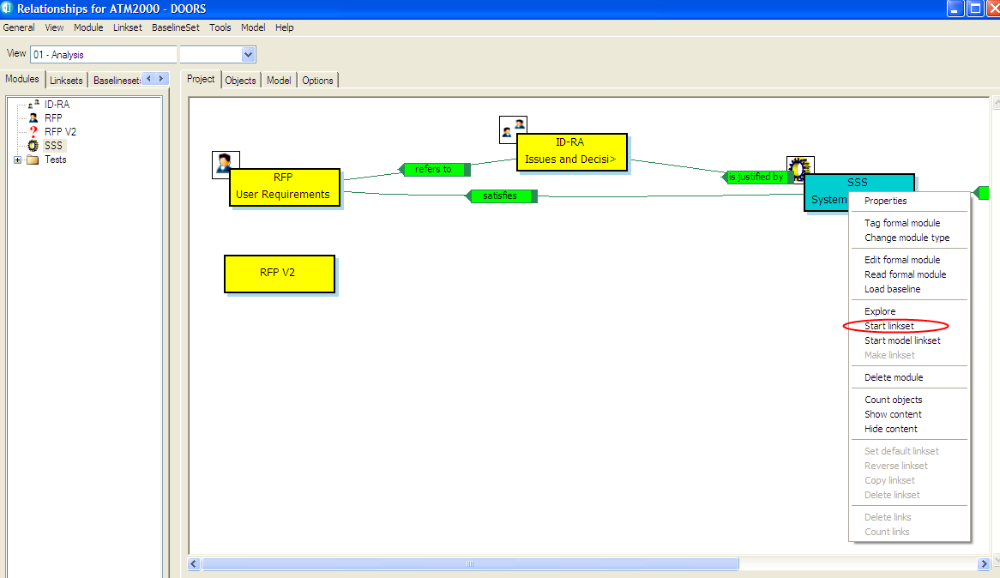 Relationships for ATM2000 - DOORS
General View Module Linkset BaselineSet Tools Model Help
View 01 - Analysis
Modules Linksets Baselineset
Project Objects Model Options
ID-RA
RFP
RFP V2
SSS
Tests
ID-RA
Issues and Decisi>
refers to
RFP
User Requirements
is justified by
satisfies
SSS
System
RFP V2
Properties
Tag formal module
Change module type
Edit formal module
Read formal module
Load baseline
Explore
Start linkset
Start model linkset
Make linkset
Delete module
Count objects
Show content
Hide content
Set default linkset
Reverse linkset
Copy linkset
Delete linkset
Delete links
Count links